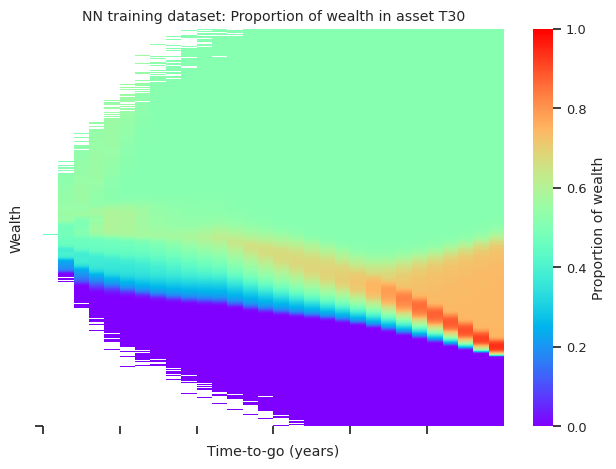 NN training dataset: Proportion of wealth in asset T30
Wealth
Time-to-go (years)
1.0
0.8
0.6
0.4
0.2
0.0
Proportion of wealth